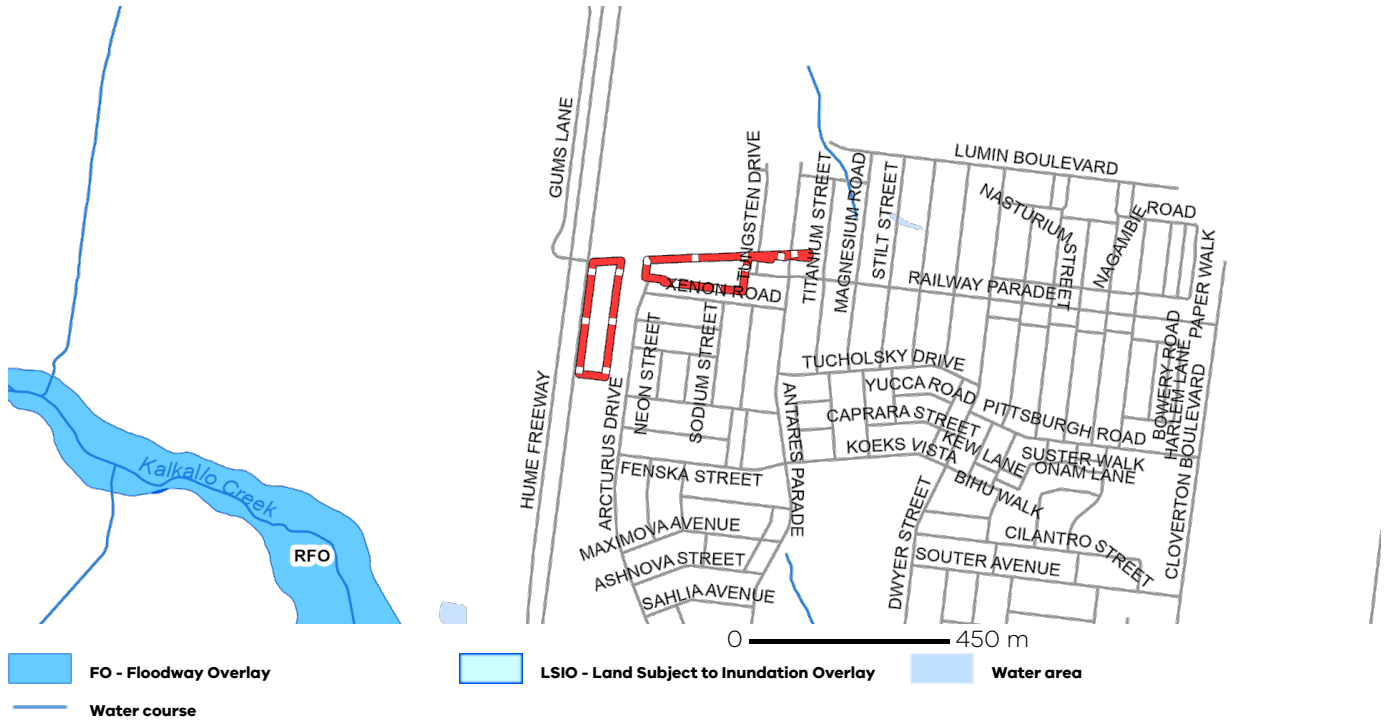 GUMS LANE
TUNGSTEN DRIVE
TITANIUM STREET
MAGNESIUM ROAD
STILT STREET
LUMIN BOULEVARD
NASTURIUM STREET
NAGAMBIE ROAD
PAPER WALK
XENON ROAD
RAILWAY PARADE
NEON STREET
SODIUM STREET
TUCHOLSKY DRIVE
YUCCA ROAD
CAPRARA STREET
PITTSBURGH ROAD
BOWERY ROAD
HARLEM LANE
HUME FREEWAY
ARCTURUS DRIVE
ANTARES PARADE
KOEKS VISTA
KEW LANE
SUSTER WALK
ONAM LANE
CLOVERTON BOULEVARD
Kalkallo Creek
FENSKA STREET
BIHU WALK
DWYER STREET
MAXIMOVA AVENUE
CILANTRO STREET
RFO
ASHNOVA STREET
SOUTER AVENUE
SAHLIA AVENUE
0 450 m
FO - Floodway Overlay
LSIO - Land Subject to Inundation Overlay
Water area
Water course